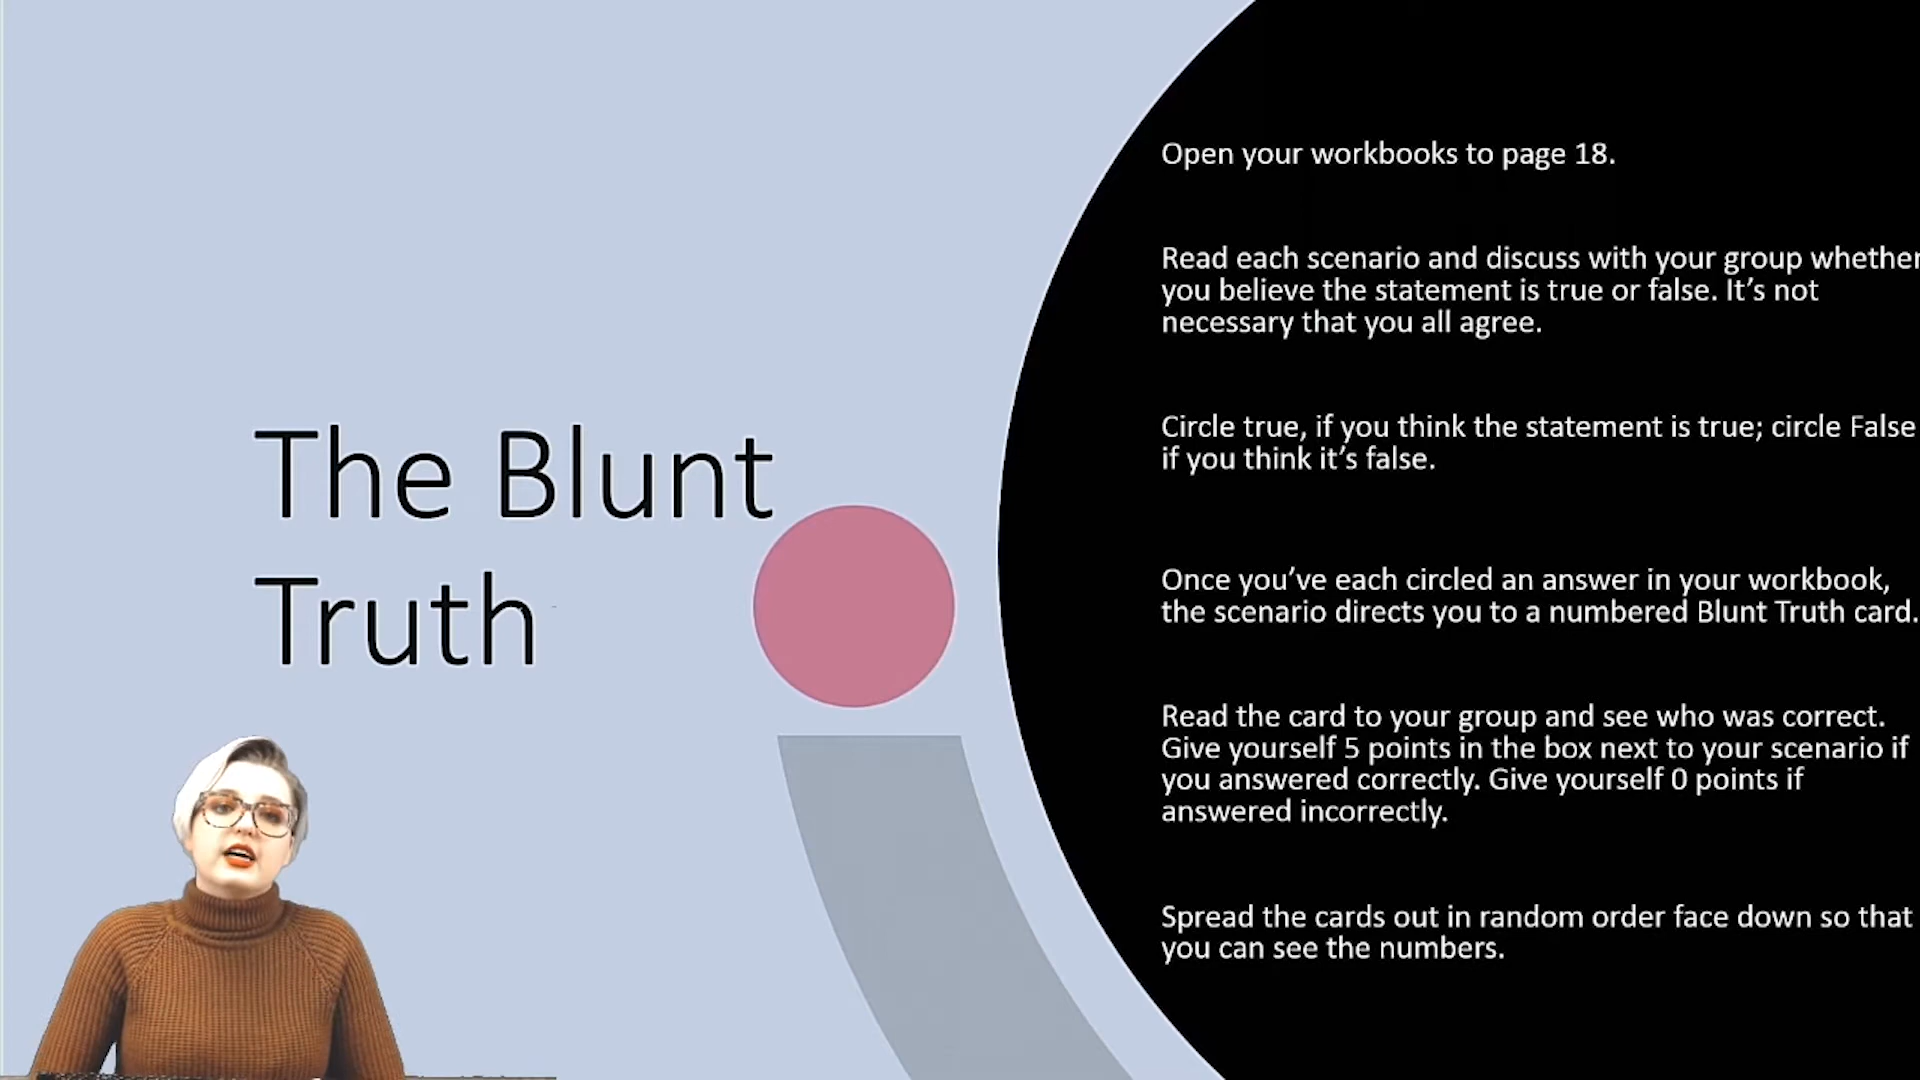 The Blunt
Truth
Open your workbooks to page 18.
Read each scenario and discuss with your group whether
you believe the statement is true or false. It’s not
necessary that you all agree.
Circle true, if you think the statement is true; circle False
if you think it’s false.
Once you’ve each circled an answer in your workbook,
the scenario directs you to a numbered Blunt Truth card.
Read the card to your group and see who was correct.
Give yourself 5 points in the box next to your scenario if
you answered correctly. Give yourself 0 points if
answered incorrectly.
Spread the cards out in random order face down so that
you can see the numbers.